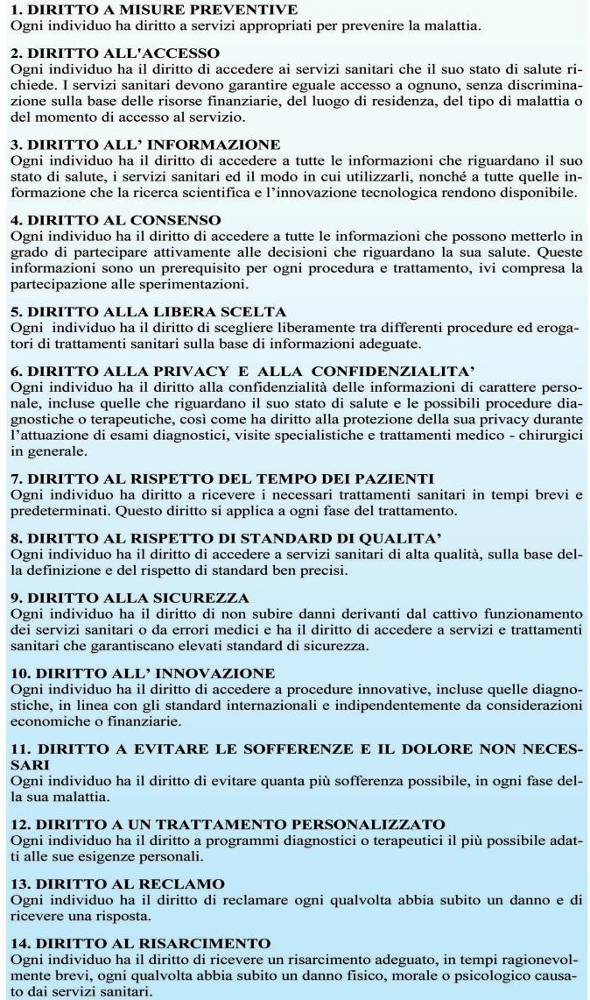 1. DIRITTO A MISURE PREVENTIVE
Ogni individuo ha diritto a servizi appropriati per prevenire la malattia.
2. DIRITTO ALL'ACCESSO
Ogni individuo ha il diritto di accedere ai servizi sanitari che il suo stato di salute ri-
chiede. I servizi sanitari devono garantire eguale accesso a ognuno, senza discrimina-
zione sulla base delle risorse finanziarie, del luogo di residenza, del tipo di malattia o
del momento di accesso al servizio.
3. DIRITTO ALL’ INFORMAZIONE
Ogni individuo ha il diritto di accedere a tutte le informazioni che riguardano il suo
stato di salute, i servizi sanitari ed il modo in cui utilizzarli, nonché a tutte quelle in-
formazione che la ricerca scientifica e l’innovazione tecnologica rendono disponibile.
4. DIRITTO AL CONSENSO
Ogni individuo ha il diritto di accedere a tutte le informazioni che possono metterlo in
grado di partecipare attivamente alle decisioni che riguardano la sua salute. Queste
informazioni sono un prerequisito per ogni procedura e trattamento, ivi compresa la
partecipazione alle sperimentazioni.
5. DIRITTO ALLA LIBERA SCELTA
Ogni individuo ha il diritto di scegliere liberamente tra differenti procedure ed eroga-
tori di trattamenti sanitari sulla base di informazioni adeguate.
6. DIRITTO ALLA PRIVACY E ALLA CONFIDENZIALITA’
Ogni individuo ha il diritto alla confidenzialità delle informazioni di carattere perso-
nale, incluse quelle che riguardano il suo stato di salute e le possibili procedure dia-
gnostiche o terapeutiche, così come ha diritto alla protezione della sua privacy durante
l’attuazione di esami diagnostici, visite specialistiche e trattamenti medico - chirurgici
in generale.
7. DIRITTO AL RISPETTO DEL TEMPO DEI PAZIENTI
Ogni individuo ha diritto a ricevere i necessari trattamenti sanitari in tempi brevi e
predeterminati. Questo diritto si applica a ogni fase del trattamento.
8. DIRITTO AL RISPETTO DI STANDARD DI QUALITA’
Ogni individuo ha il diritto di accedere a servizi sanitari di alta qualità, sulla base del-
la definizione e del rispetto di standard ben precisi.
9. DIRITTO ALLA SICUREZZA
Ogni individuo ha il diritto di non subire danni derivanti dal cattivo funzionamento
dei servizi sanitari o da errori medici e ha il diritto di accedere a servizi e trattamenti
sanitari che garantiscano elevati standard di sicurezza.
10. DIRITTO ALL’ INNOVAZIONE
Ogni individuo ha il diritto di accedere a procedure innovative, incluse quelle diagno-
stiche, in linea con gli standard internazionali e indipendentemente da considerazioni
economiche o finanziarie.
11. DIRITTO A EVITARE LE SOFFERENZE E IL DOLORE NON NECES-
SARI
Ogni individuo ha il diritto di evitare quanta più sofferenza possibile, in ogni fase del-
la sua malattia.
12. DIRITTO A UN TRATTAMENTO PERSONALIZZATO
Ogni individuo ha il diritto a programmi diagnostici o terapeutici il più possibile adat-
ti alle sue esigenze personali.
13. DIRITTO AL RECLAMO
Ogni individuo ha il diritto di reclamare ogni qualvolta abbia subito un danno e di
ricevere una risposta.
14. DIRITTO AL RISARCIMENTO
Ogni individuo ha il diritto di ricevere un risarcimento adeguato, in tempi ragionevol-
mente brevi, ogni qualvolta abbia subito un danno fisico, morale o psicologico causa-
to dai servizi sanitari.